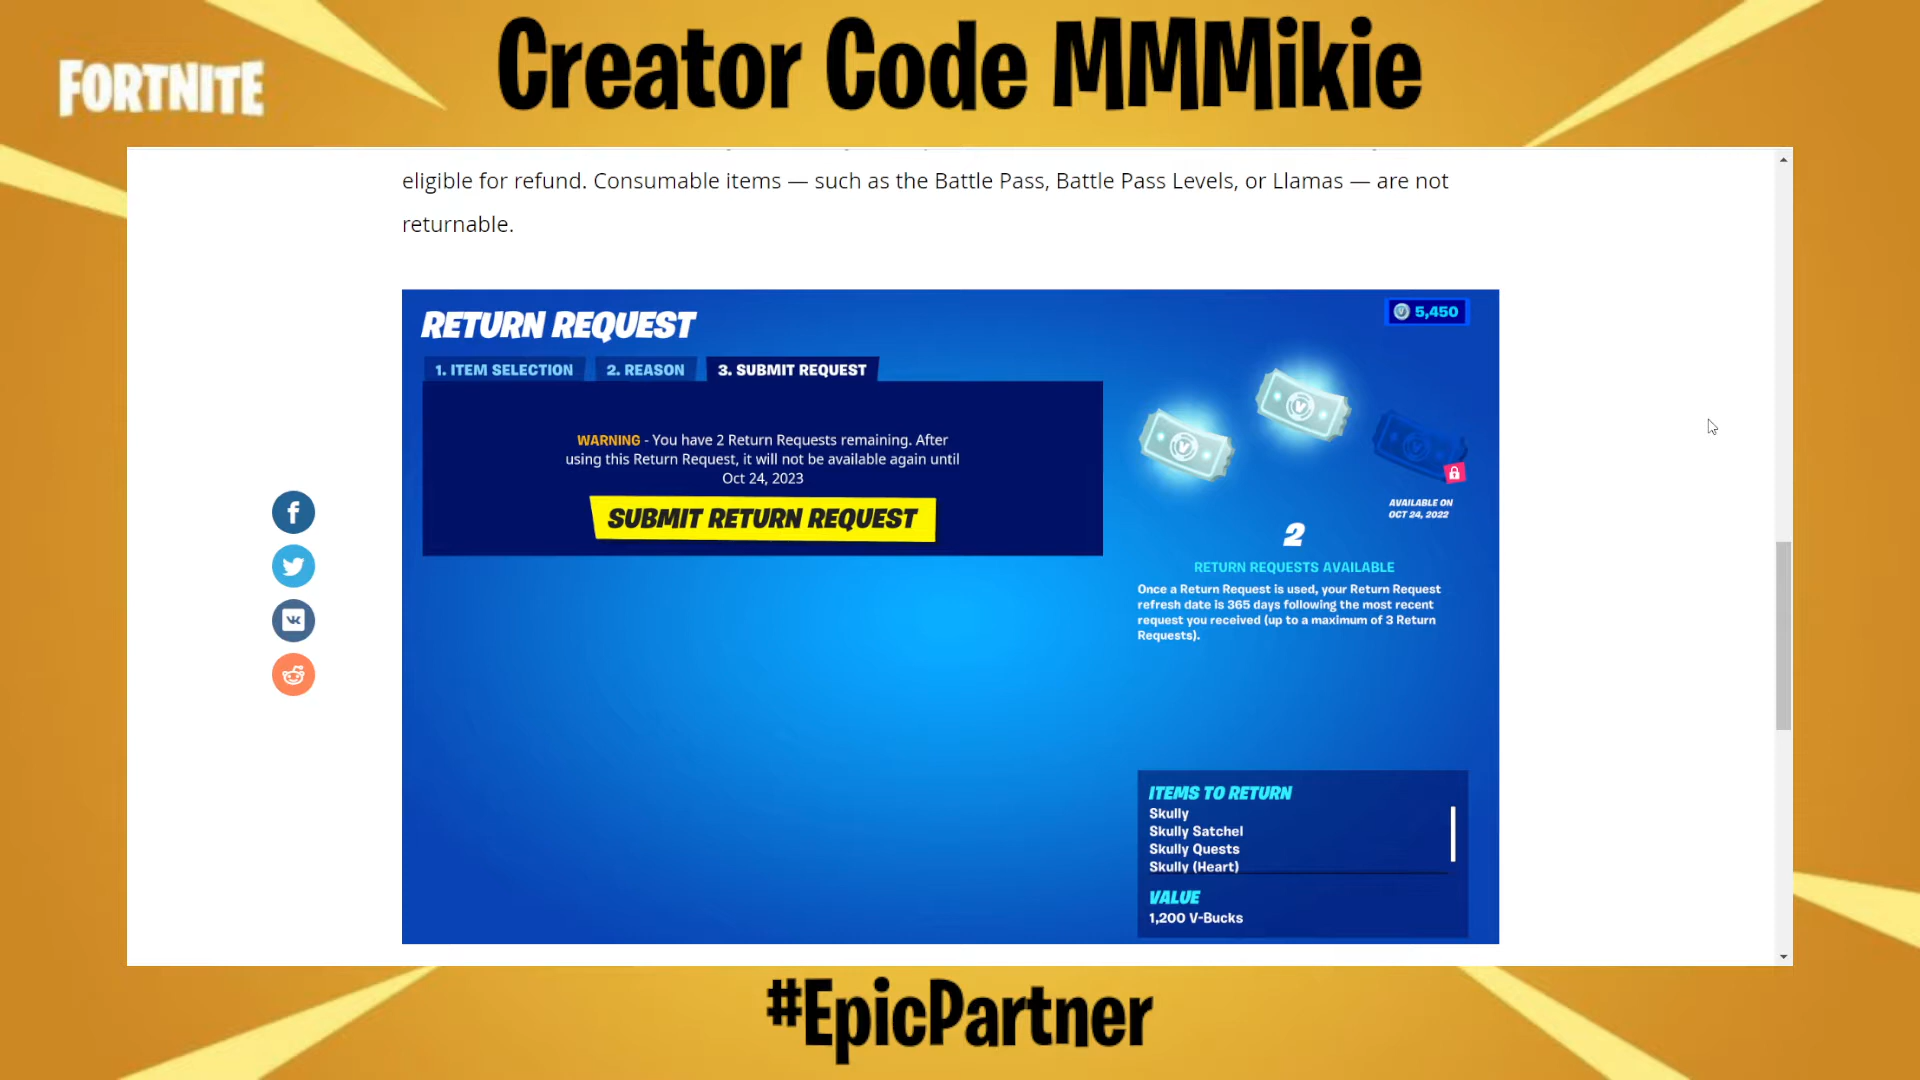 Creator Code MMMikie
FORTNITE
eligible for refund. Consumable items — such as the Battle Pass, Battle Pass Levels, or Llamas — are not
returnable.
RETURN REQUEST
5,450
1. ITEM SELECTION
2. REASON
3. SUBMIT REQUEST
WARNING - You have 2 Return Requests remaining. After
using this Return Request, it will not be available again until
Oct 24, 2023
SUBMIT RETURN REQUEST
AVAILABLE ON
OCT 24, 2022
2
RETURN REQUESTS AVAILABLE
Once a Return Request is used, your Return Request
refresh date is 365 days following the most recent
request you received (up to a maximum of 3 Return
Requests).
ITEMS TO RETURN
Skully
Skully Satchel
Skully Quests
Skully (Heart)
VALUE
1,200 V-Bucks
#EpicPartner